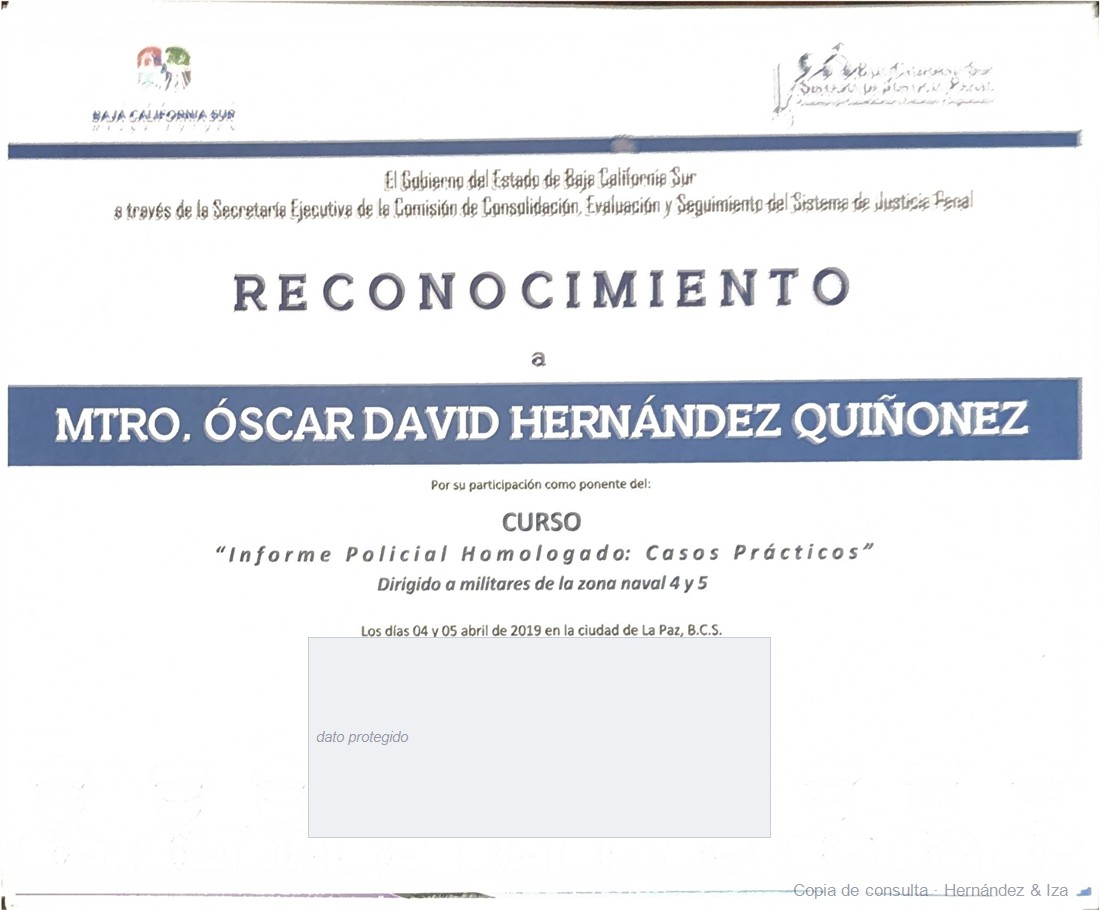 BAJA CALIFORNIA SUR
El Gobierno del Estado de Baja California Sur
a través de la Secretaría Ejecutiva de la Comisión de Consolidación, Evaluación y Seguimiento del Sistema de Justicia Penal
RECONOCIMIENTO
a
MTRO. ÓSCAR DAVID HERNÁNDEZ QUIÑONEZ
Por su participación como ponente del:
CURSO
“Informe Policial Homologado: Casos Prácticos”
Dirigido a militares de la zona naval 4 y 5
Los días 04 y 05 abril de 2019 en la ciudad de La Paz, B.C.S.
dato protegido
Copia de consulta · Hernández & Iza